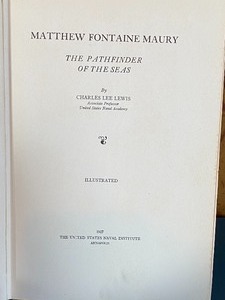 MATTHEW FONTAINE MAURY
THE PATHFINDER
OF THE SEAS
By
CHARLES LEE LEWIS
Associate Professor
United States Naval Academy
ILLUSTRATED
1927
THE UNITED STATES NAVAL INSTITUTE
ANNAPOLIS